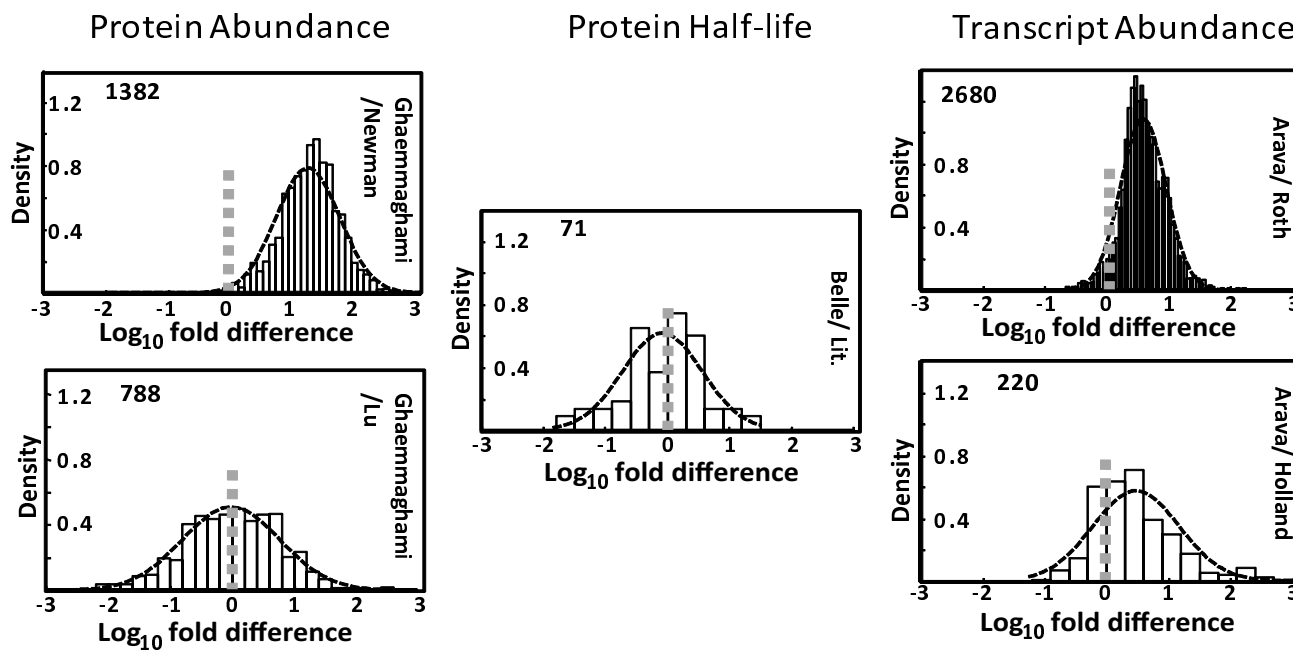 Protein Abundance
Protein Half-life
Transcript Abundance
1382
1.2
0.8
0.4
Density
Ghaemmaghami
/Newman
-3 -2 -1 0 1 2 3
Log10 fold difference
788
1.2
0.8
0.4
Density
Ghaemmaghami
/Lu
-3 -2 -1 0 1 2 3
Log10 fold difference
71
1.2
0.8
0.4
Density
Belle/ Lit.
-3 -2 -1 0 1 2 3
Log10 fold difference
2680
0.8
0.4
Density
Arava/ Roth
-3 -2 -1 0 1 2 3
Log10 fold difference
220
1.2
0.8
0.4
Density
Arava/ Holland
-3 -2 -1 0 1 2 3
Log10 fold difference